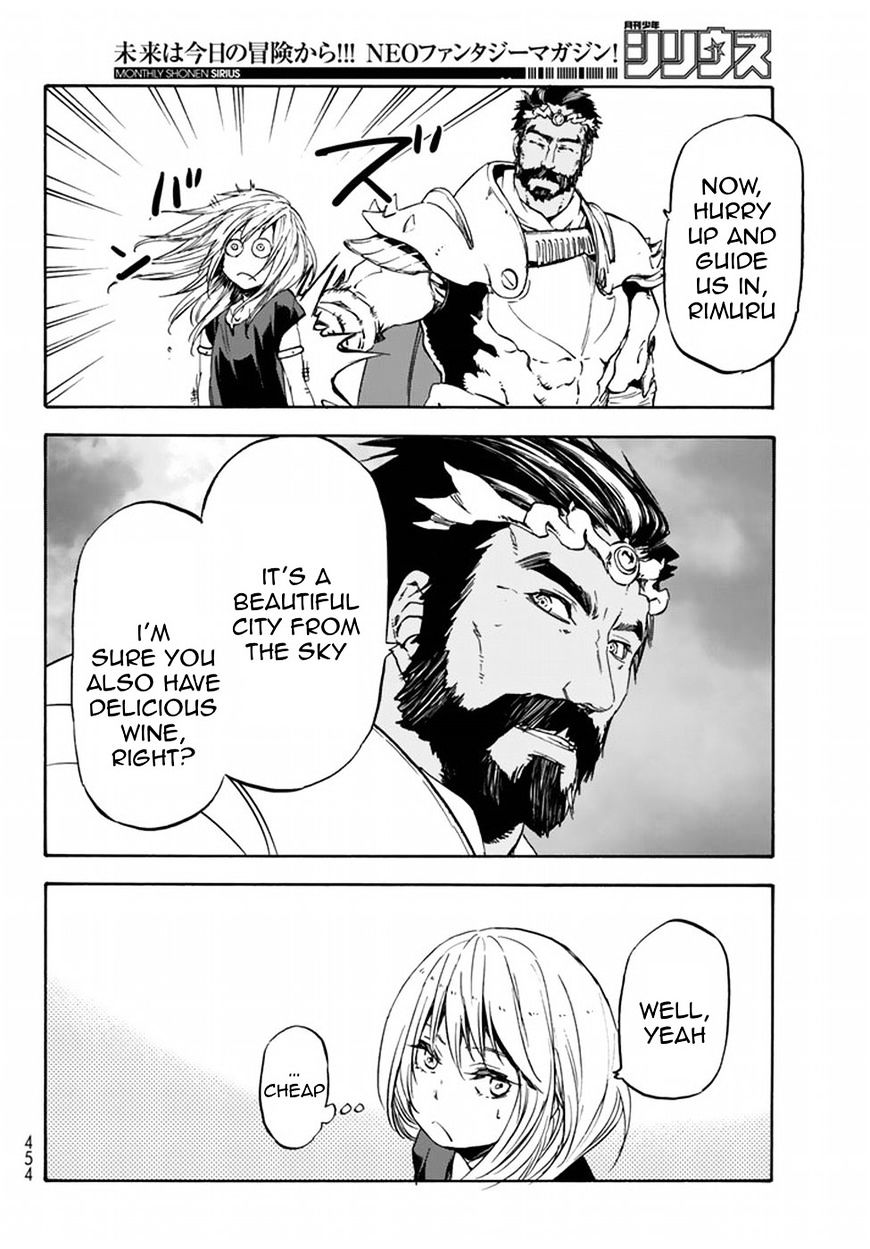 月刊少年
シリウス
未来は今日の冒険から!!! NEOファンタジーマガジン!
MONTHLY SHONEN SIRIUS
NOW,
HURRY
UP AND
GUIDE
US IN,
RIMURU
ズ
バ
ン
IT'S A
BEAUTIFUL
CITY FROM
THE SKY
I'M
SURE YOU
ALSO HAVE
DELICIOUS
WINE,
RIGHT?
WELL,
YEAH
...
CHEAP
454